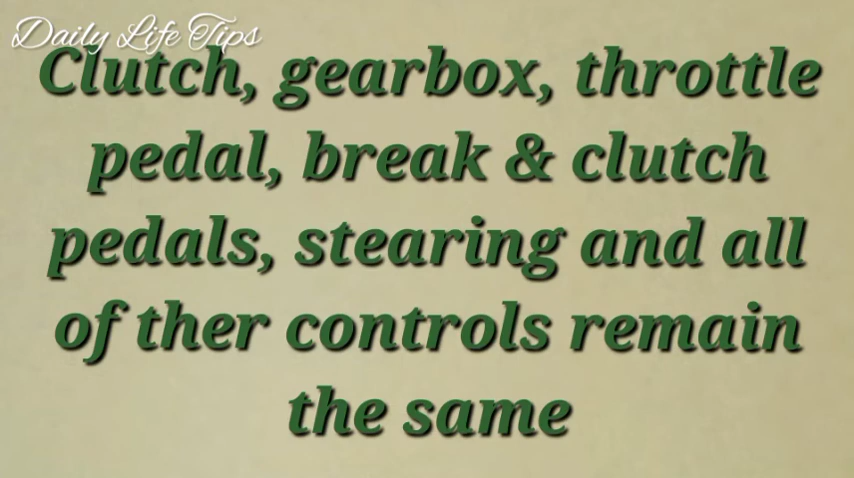 Daily Life Tips
Clutch, gearbox, throttle
pedal, break & clutch
pedals, stearing and all
of ther controls remain
the same